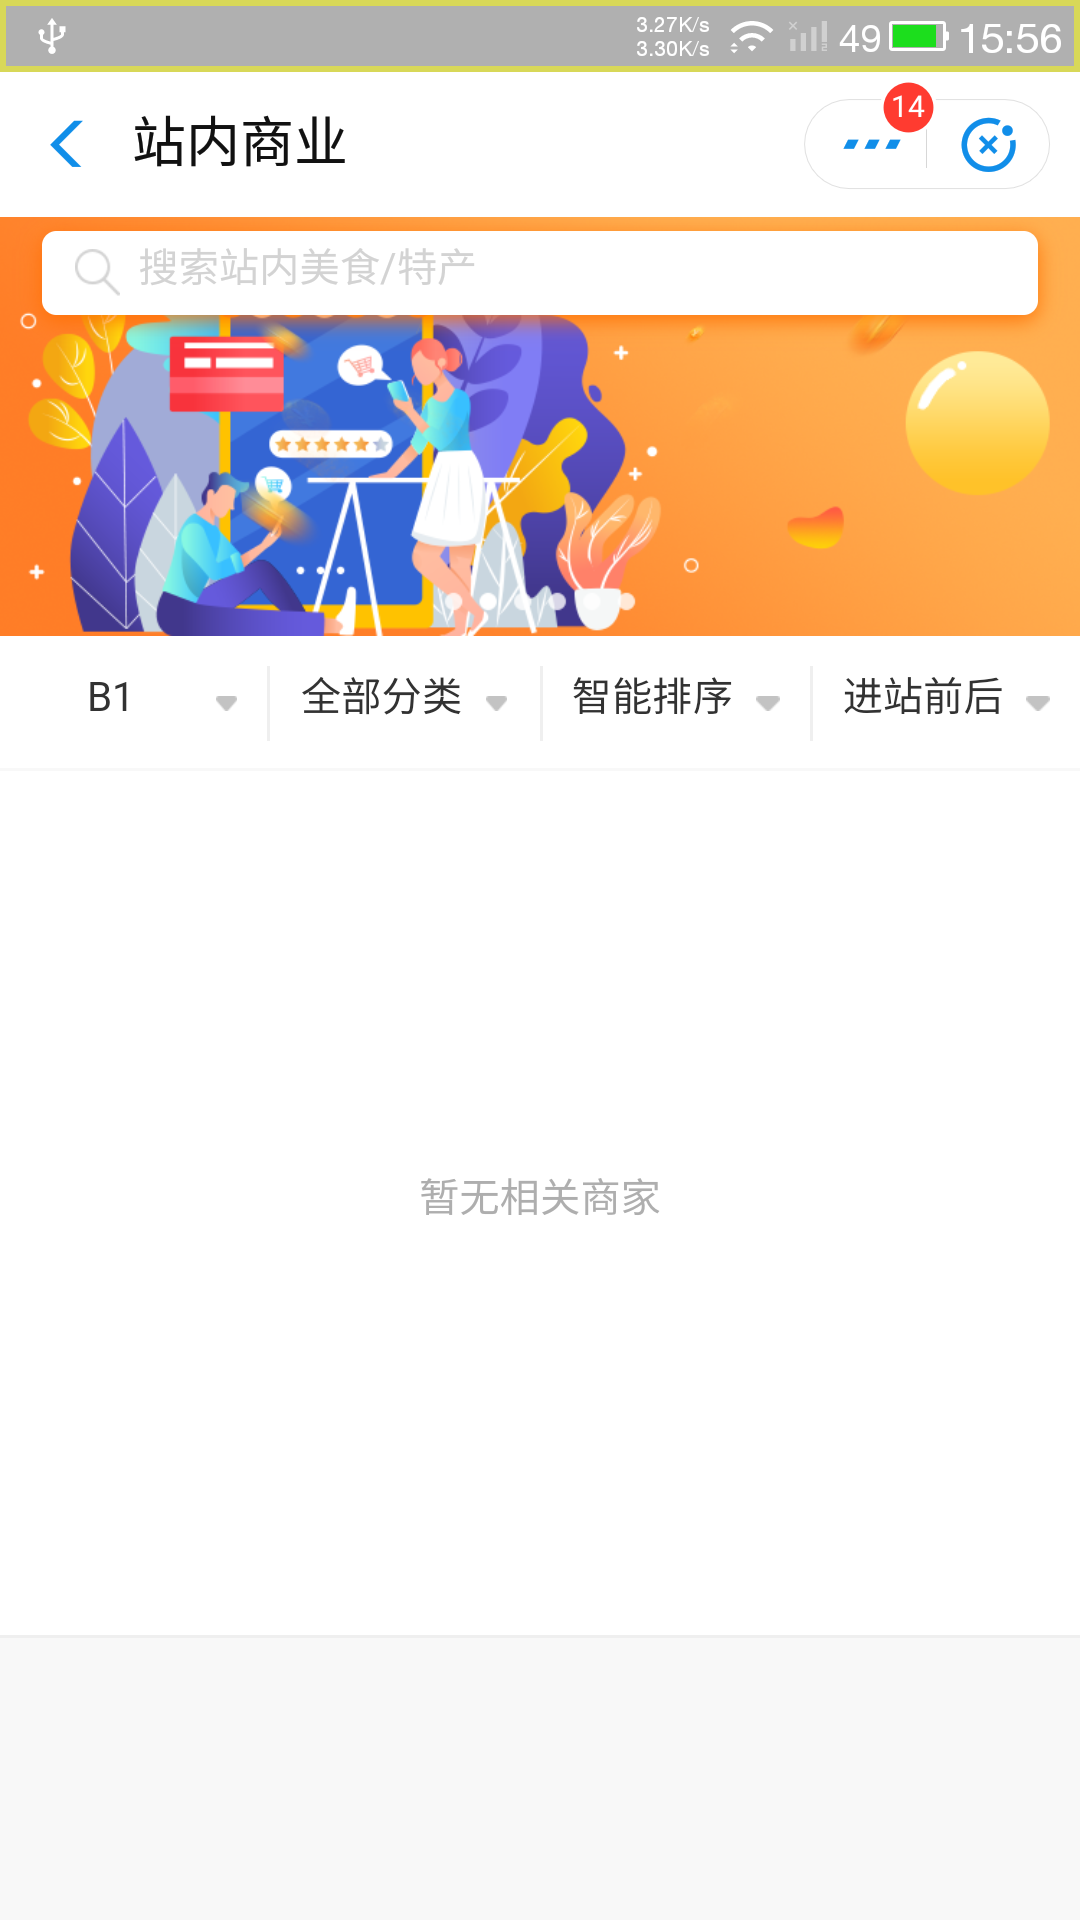 3.27K/s
3.30K/s
49
15:56
站内商业
14
搜索站内美食/特产
B1
全部分类
智能排序
进站前后
暂无相关商家